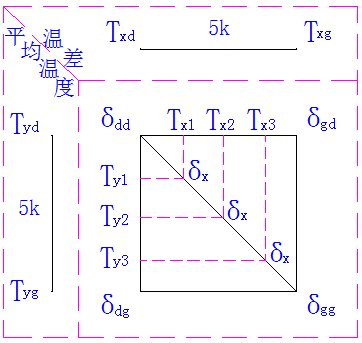 平均温度
温差
Txd 5k Txg
Tyd
5k
Tyg
δdd Tx1 Tx2 Tx3 δgd
Ty1 δx
Ty2 δx
Ty3 δx
δdg δgg